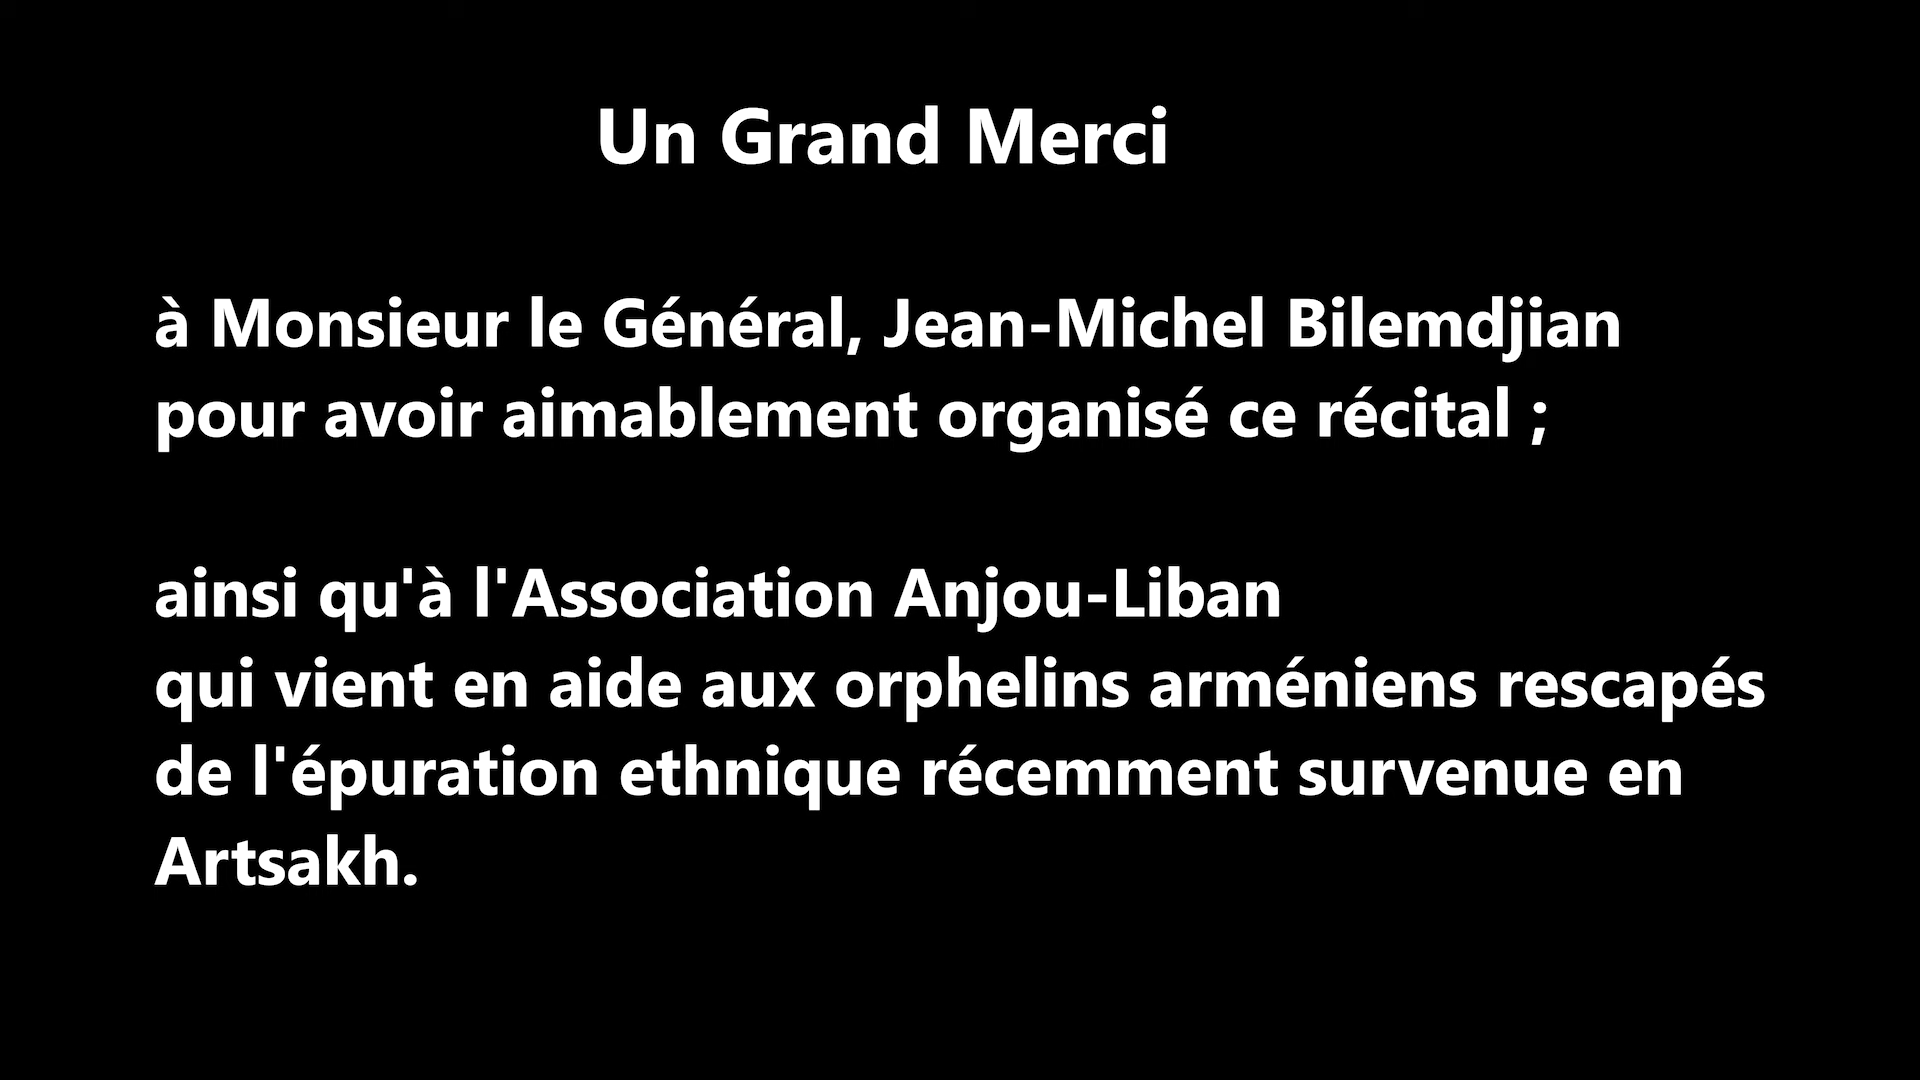 Un Grand Merci
à Monsieur le Général, Jean-Michel Bilemdjian
pour avoir aimablement organisé ce récital ;
ainsi qu'à l'Association Anjou-Liban
qui vient en aide aux orphelins arméniens rescapés
de l'épuration ethnique récemment survenue en
Artsakh.